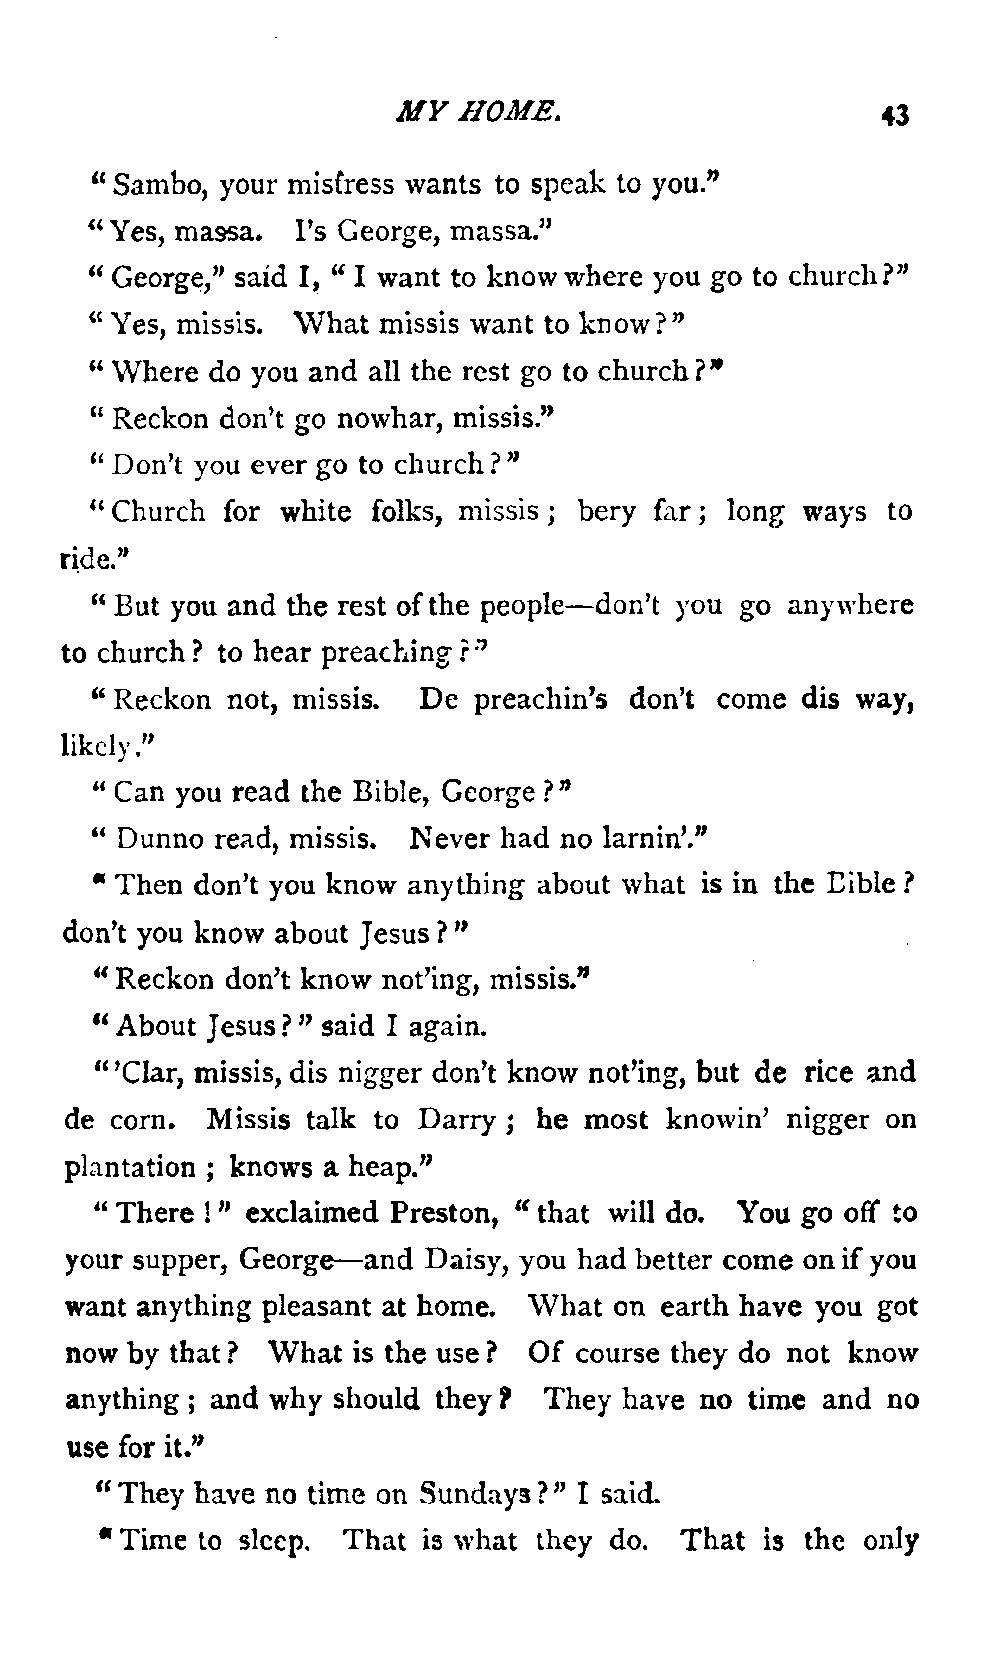 MY HOME. 43
“ Sambo, your mistress wants to speak to you.”
“ Yes, massa. I's George, massa.”
“ George,” said I, “ I want to know where you go to church?”
“ Yes, missis. What missis want to know?”
“ Where do you and all the rest go to church?”
“ Reckon don't go nowhar, missis.”
“ Don't you ever go to church?”
“ Church for white folks, missis; bery far; long ways to
ride.”
“ But you and the rest of the people—don't you go anywhere
to church? to hear preaching?”
“ Reckon not, missis. De preachin's don't come dis way,
likely.”
“ Can you read the Bible, George?”
“ Dunno read, missis. Never had no larnin'.”
“ Then don't you know anything about what is in the Bible?
don't you know about Jesus?”
“ Reckon don't know not'ing, missis.”
“ About Jesus?” said I again.
“'Clar, missis, dis nigger don't know not'ing, but de rice and
de corn. Missis talk to Darry; he most knowin' nigger on
plantation; knows a heap.”
“ There!” exclaimed Preston, “ that will do. You go off to
your supper, George—and Daisy, you had better come on if you
want anything pleasant at home. What on earth have you got
now by that? What is the use? Of course they do not know
anything; and why should they? They have no time and no
use for it.”
“ They have no time on Sundays?” I said.
“ Time to sleep. That is what they do. That is the only